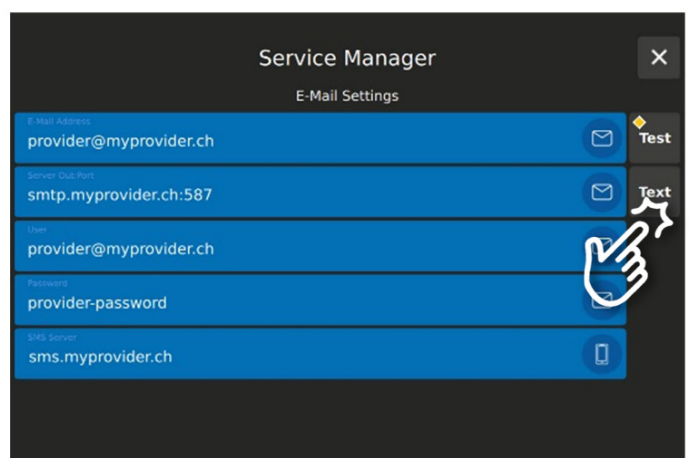 Service Manager
✕
E-Mail Settings
E-Mail Address
provider@myprovider.ch
Test
Server Out:Port
smtp.myprovider.ch:587
Text
User
provider@myprovider.ch
Password
provider-password
SMS Server
sms.myprovider.ch